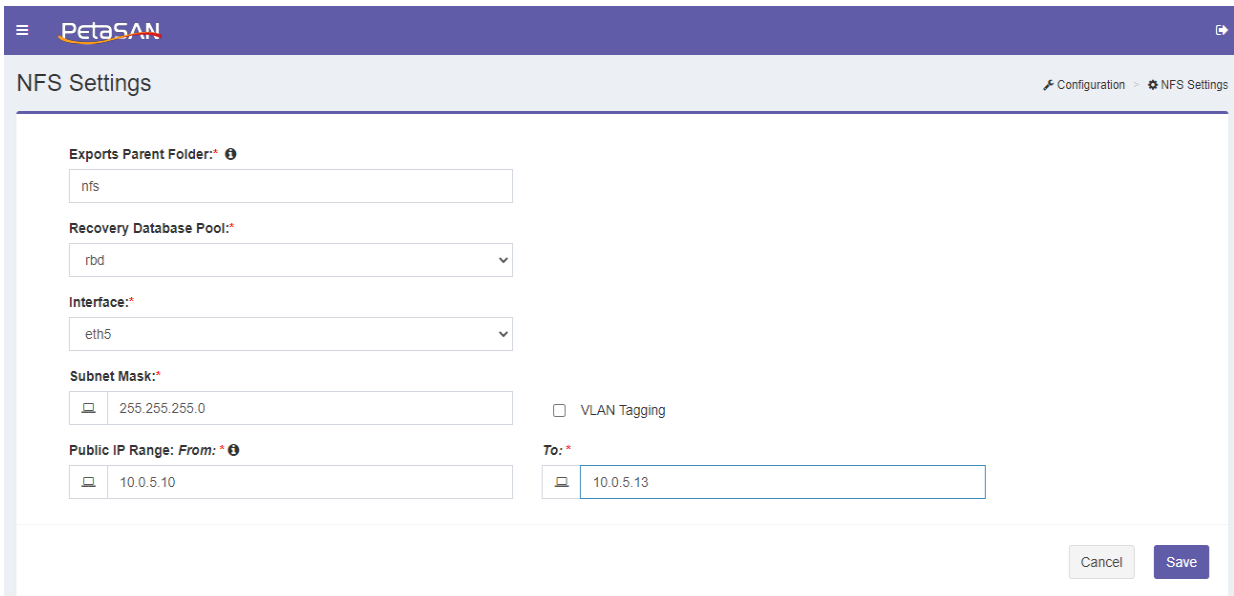 PetaSAN
NFS Settings
Configuration > NFS Settings
Exports Parent Folder:*
nfs
Recovery Database Pool:*
rbd
Interface:*
eth5
Subnet Mask:*
255.255.255.0
VLAN Tagging
Public IP Range: From: * To: *
10.0.5.10 10.0.5.13
Cancel Save